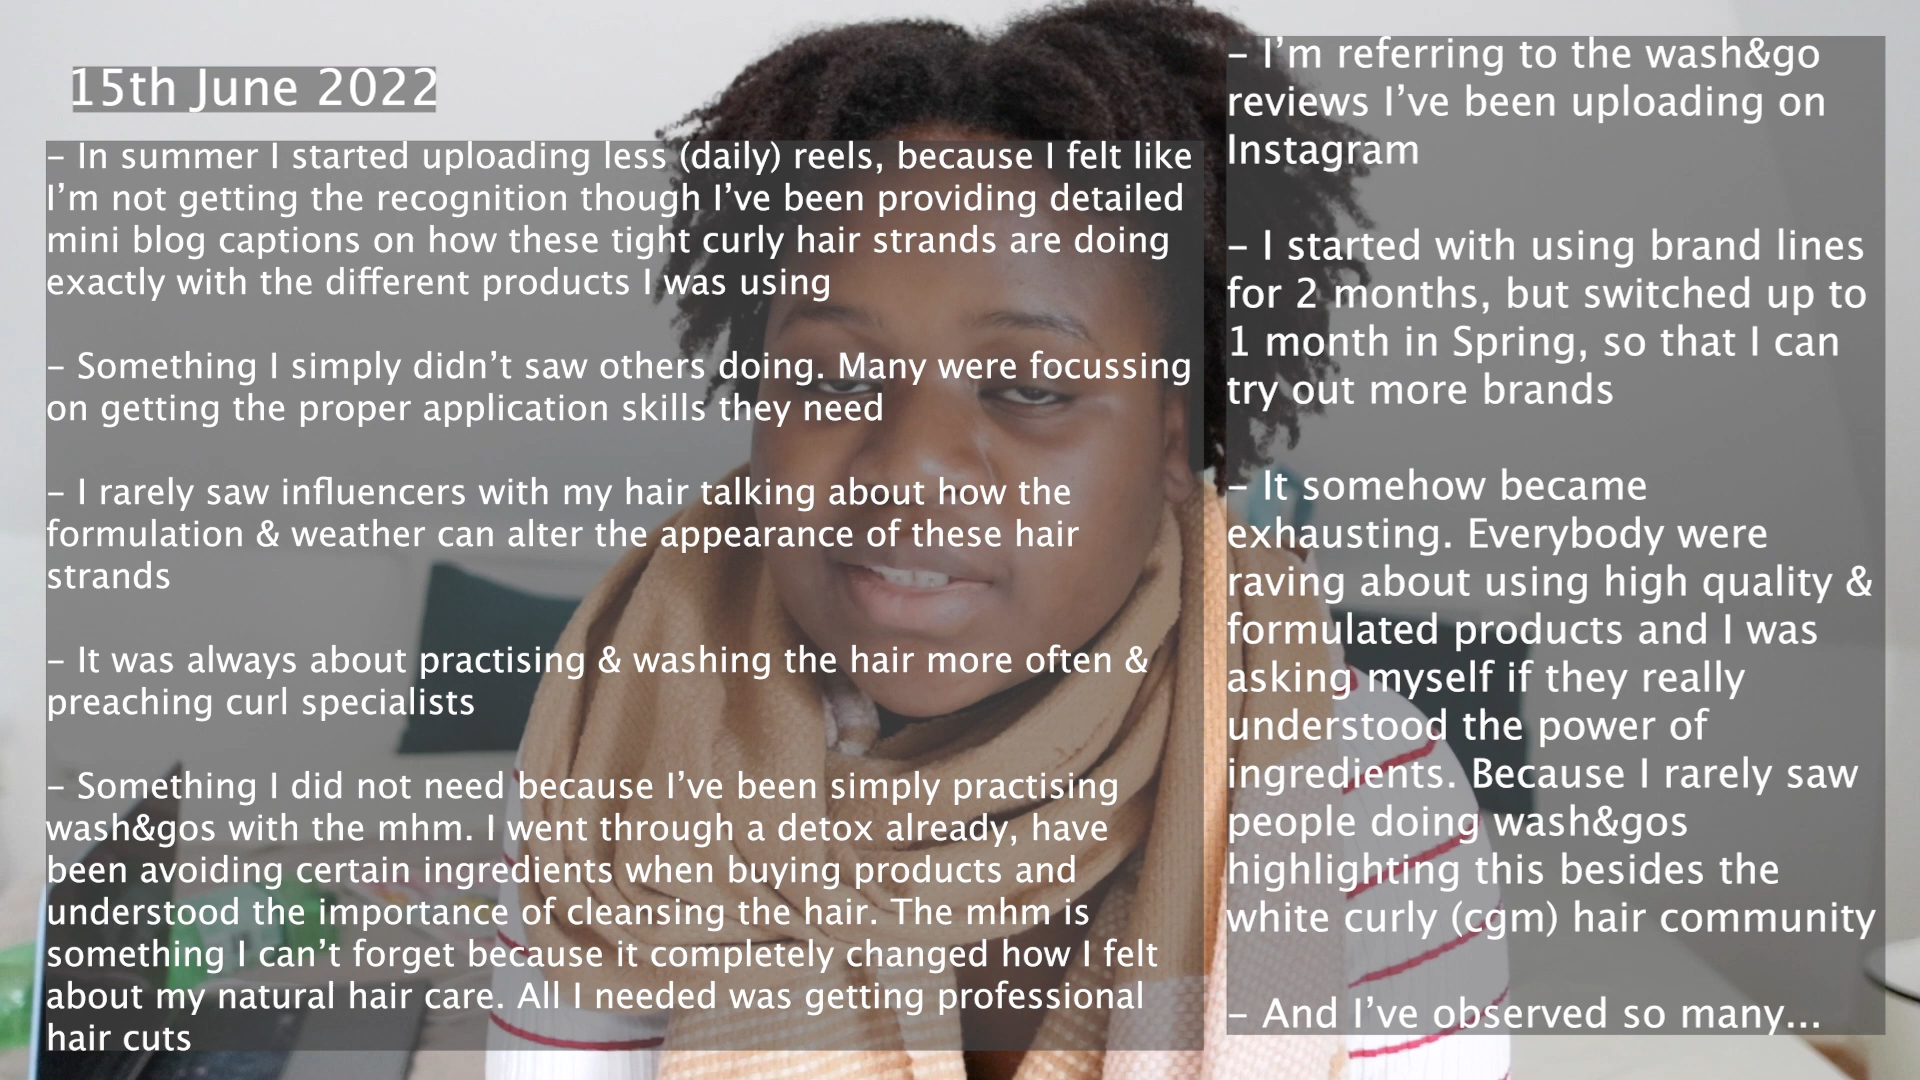 15th June 2022
– In summer I started uploading less (daily) reels, because I felt like
I’m not getting the recognition though I’ve been providing detailed
mini blog captions on how these tight curly hair strands are doing
exactly with the different products I was using
– Something I simply didn’t saw others doing. Many were focussing
on getting the proper application skills they need
– I rarely saw influencers with my hair talking about how the
formulation & weather can alter the appearance of these hair
strands
– It was always about practising & washing the hair more often &
preaching curl specialists
– Something I did not need because I’ve been simply practising
wash&gos with the mhm. I went through a detox already, have
been avoiding certain ingredients when buying products and
understood the importance of cleansing the hair. The mhm is
something I can’t forget because it completely changed how I felt
about my natural hair care. All I needed was getting professional
hair cuts
– I’m referring to the wash&go
reviews I’ve been uploading on
Instagram
– I started with using brand lines
for 2 months, but switched up to
1 month in Spring, so that I can
try out more brands
– It somehow became
exhausting. Everybody were
raving about using high quality &
formulated products and I was
asking myself if they really
understood the power of
ingredients. Because I rarely saw
people doing wash&gos
highlighting this besides the
white curly (cgm) hair community
– And I’ve observed so many...